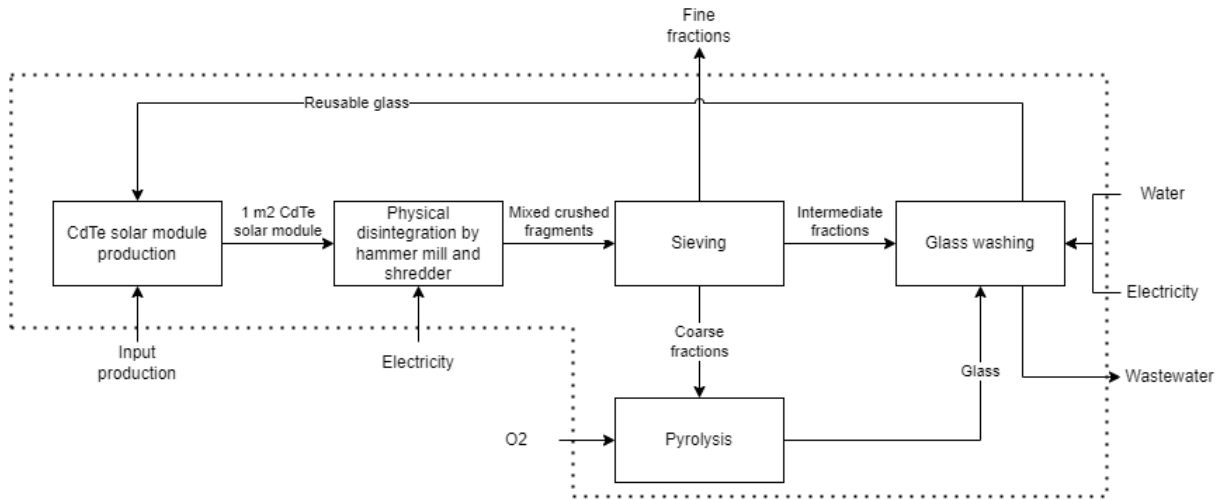 Fine
fractions
Reusable glass
CdTe solar module
production
1 m2 CdTe
solar module
Physical
disintegration by
hammer mill and
shredder
Mixed crushed
fragments
Sieving
Intermediate
fractions
Glass washing
Water
Electricity
Input
production
Electricity
Coarse
fractions
Glass
Wastewater
O2
Pyrolysis